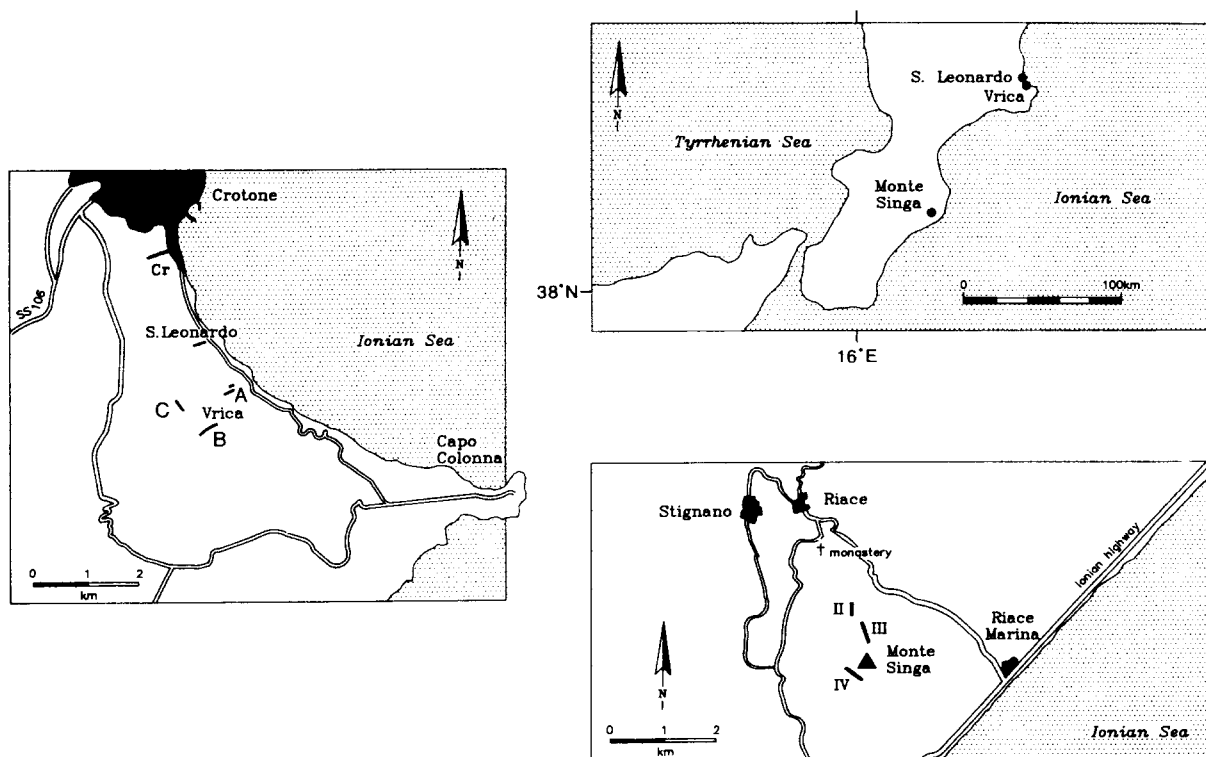 Crotone
N
Cr
SS 106
S. Leonardo
Ionian Sea
A
C
Vrica
B
Capo
Colonna
0 1 2
km
N
S. Leonardo
Vrica
Tyrrhenian Sea
Monte
Singa
Ionian Sea
38°N
0 100km
16°E
Stignano
Riace
† monastery
Ionian highway
II
III
Riace
Marina
Monte
Singa
IV
N
0 1 2
km
Ionian Sea